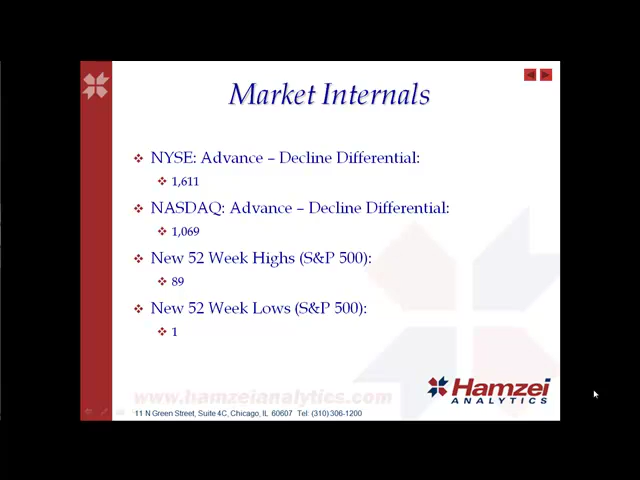 Market Internals
NYSE: Advance – Decline Differential:
1,611
NASDAQ: Advance – Decline Differential:
1,069
New 52 Week Highs (S&P 500):
89
New 52 Week Lows (S&P 500):
1
Hamzei
ANALYTICS
www.hamzeianalytics.com
11 N Green Street, Suite 4C, Chicago, IL 60607 Tel: (310) 306-1200